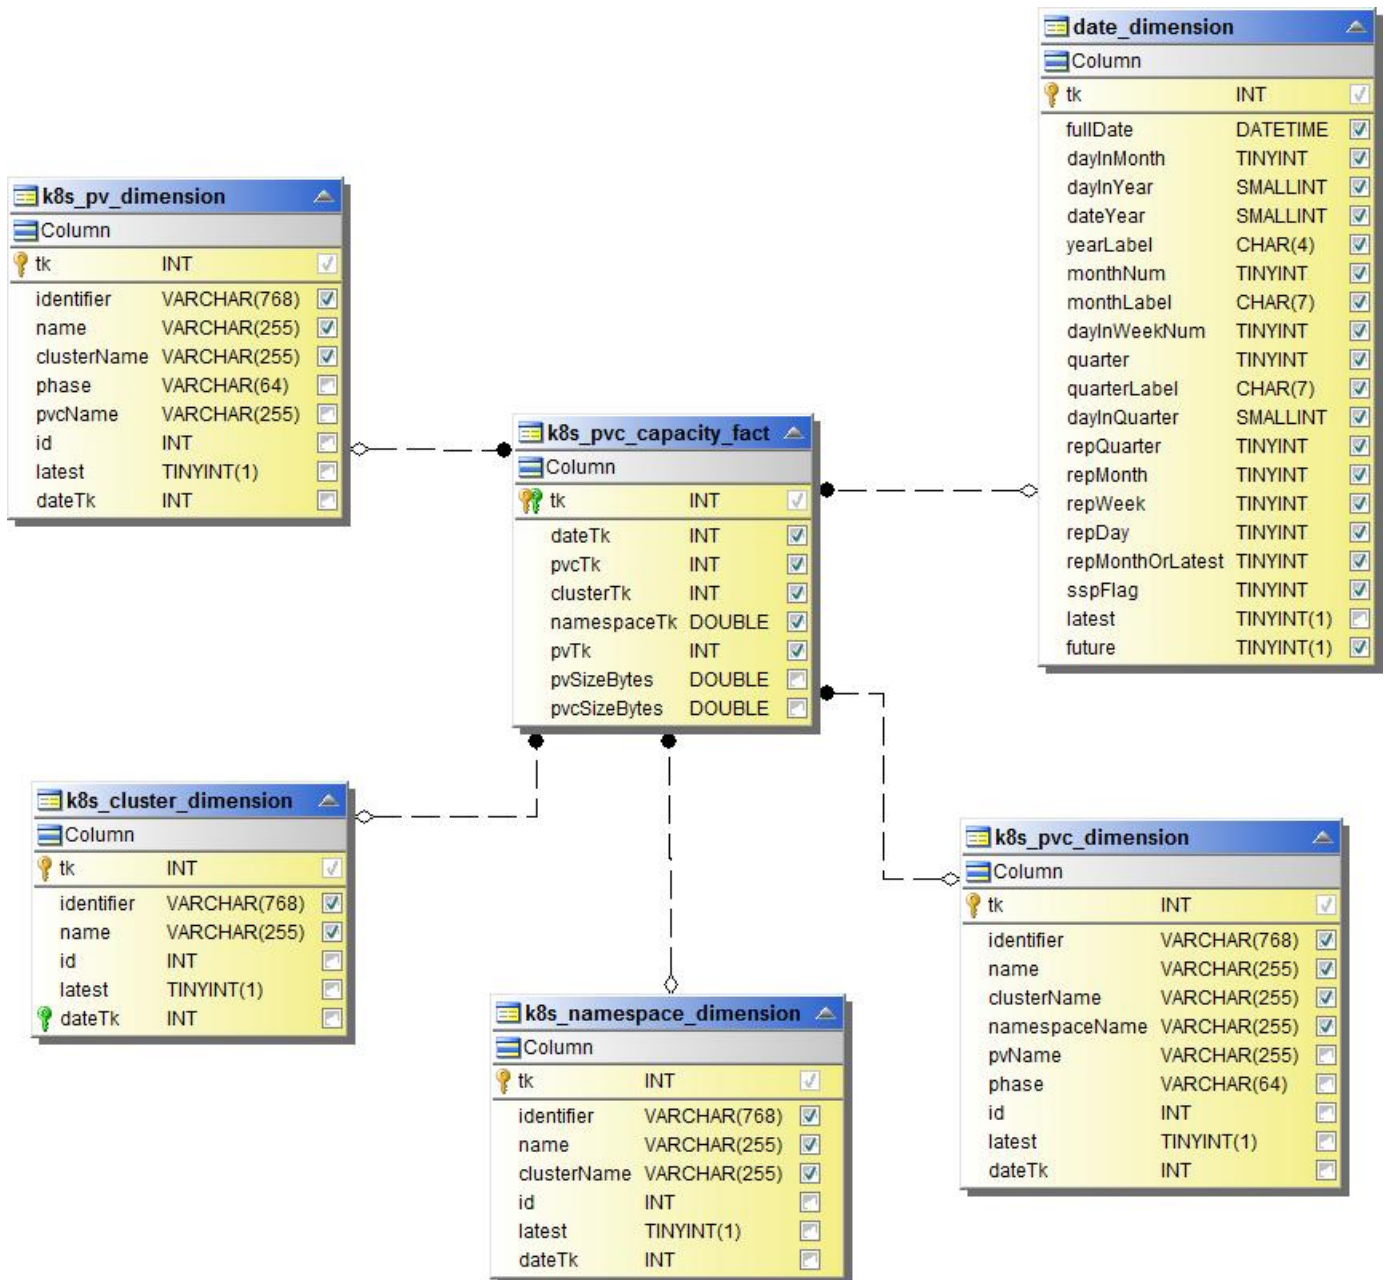 date_dimension
Column
tk INT
fullDate DATETIME
dayInMonth TINYINT
dayInYear SMALLINT
dateYear SMALLINT
yearLabel CHAR(4)
monthNum TINYINT
monthLabel CHAR(7)
dayInWeekNum TINYINT
quarter TINYINT
quarterLabel CHAR(7)
dayInQuarter SMALLINT
repQuarter TINYINT
repMonth TINYINT
repWeek TINYINT
repDay TINYINT
repMonthOrLatest TINYINT
sspFlag TINYINT
latest TINYINT(1)
future TINYINT(1)
k8s_pv_dimension
Column
tk INT
identifier VARCHAR(768)
name VARCHAR(255)
clusterName VARCHAR(255)
phase VARCHAR(64)
pvcName VARCHAR(255)
id INT
latest TINYINT(1)
dateTk INT
k8s_pvc_capacity_fact
Column
tk INT
dateTk INT
pvcTk INT
clusterTk INT
namespaceTk DOUBLE
pvTk INT
pvSizeBytes DOUBLE
pvcSizeBytes DOUBLE
k8s_cluster_dimension
Column
tk INT
identifier VARCHAR(768)
name VARCHAR(255)
id INT
latest TINYINT(1)
dateTk INT
k8s_pvc_dimension
Column
tk INT
identifier VARCHAR(768)
name VARCHAR(255)
clusterName VARCHAR(255)
namespaceName VARCHAR(255)
pvName VARCHAR(255)
phase VARCHAR(64)
id INT
latest TINYINT(1)
dateTk INT
k8s_namespace_dimension
Column
tk INT
identifier VARCHAR(768)
name VARCHAR(255)
clusterName VARCHAR(255)
id INT
latest TINYINT(1)
dateTk INT